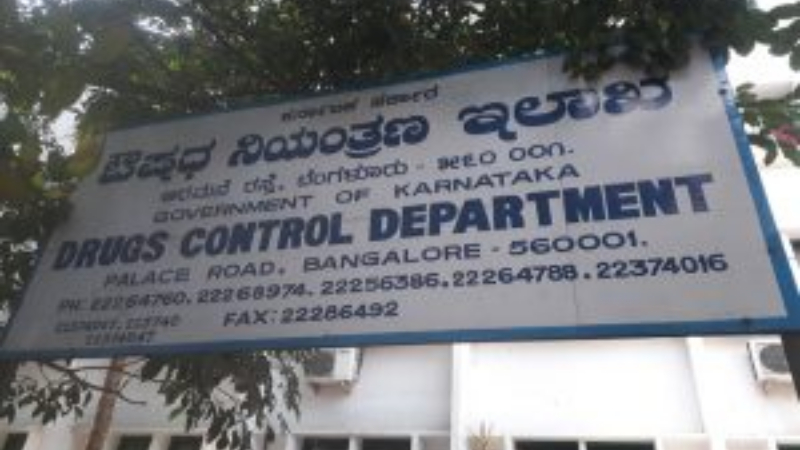 ಕರ್ನಾಟಕ ಸರ್ಕಾರ
ಔಷಧ ನಿಯಂತ್ರಣ ಇಲಾಖೆ
ಅರಮನೆ ರಸ್ತೆ, ಬೆಂಗಳೂರು - ೫೬೦ ೦೦೧.
GOVERNMENT OF KARNATAKA
DRUGS CONTROL DEPARTMENT
PALACE ROAD, BANGALORE - 560001.
PH: 22264760, 22268974, 22256386, 22264788, 22374016
FAX: 22286492